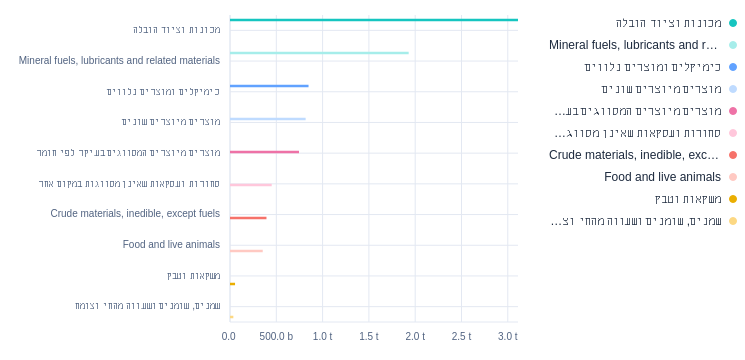 מכונות וציוד הובלה
Mineral fuels, lubricants and related materials
כימיקלים ומוצרים נלווים
מוצרים מיוצרים שונים
מוצרים מיוצרים המסווגים בעיקר לפי חומר
סחורות ועסקאות שאינן מסווגות במקום אחר
Crude materials, inedible, except fuels
Food and live animals
משקאות וטבק
שמנים, שומנים ושעווה מהחי וצומח
0.0 500.0 b 1.0 t 1.5 t 2.0 t 2.5 t 3.0 t
מכונות וציוד הובלה
Mineral fuels, lubricants and r...
כימיקלים ומוצרים נלווים
מוצרים מיוצרים שונים
מוצרים מיוצרים המסווגים בע...
סחורות ועסקאות שאינן מסווג...
Crude materials, inedible, exc...
Food and live animals
משקאות וטבק
שמנים, שומנים ושעווה מהחי וצ...